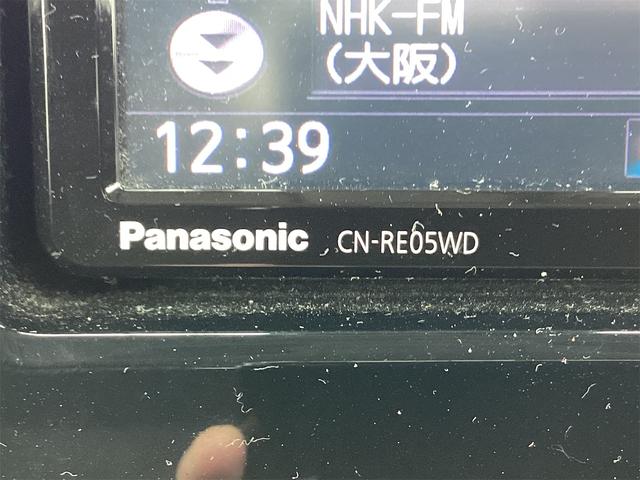 NHK-FM
(大阪)
12:39
Panasonic CN-RE05WD